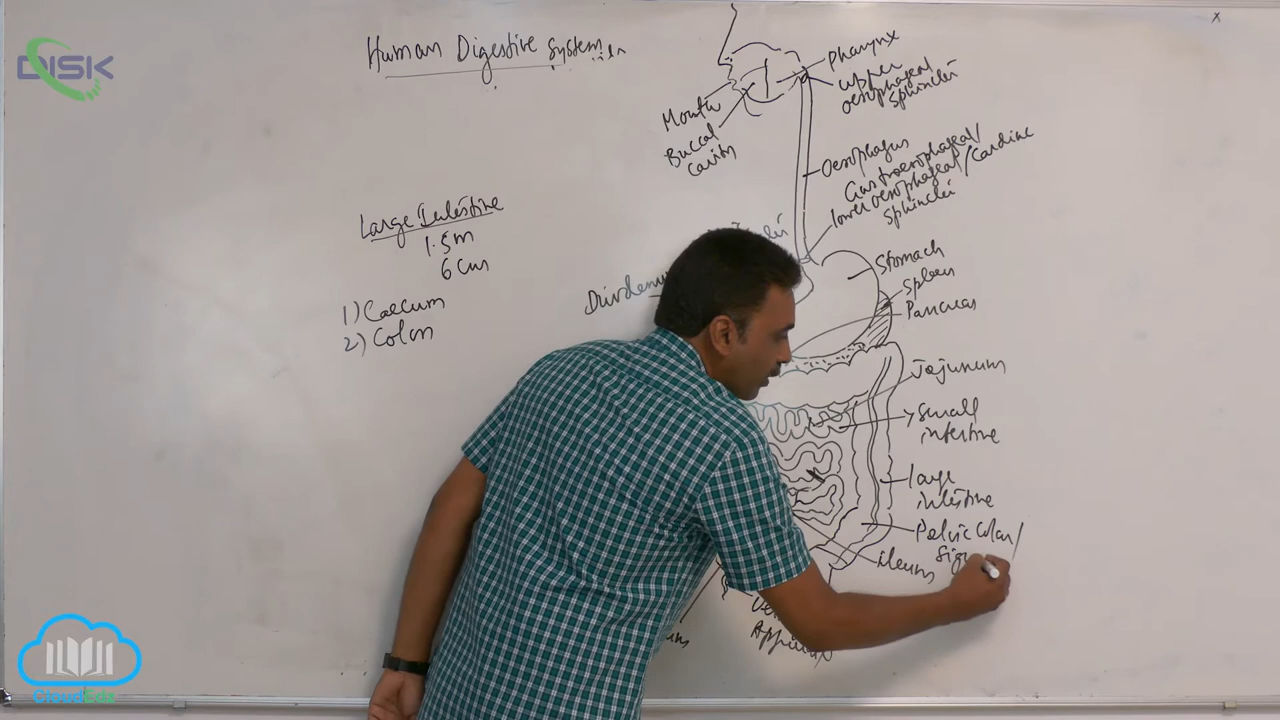 DISK
Human Digestive System
Pharynx
upper
oesophageal
sphincter
Mouth
Buccal
cavity
Oesophagus
Gastroesophageal/
lower oesophageal/Cardiac
sphincter
Large Intestine
1.5m
6 cm
1) Caecum
2) Colon
Stomach
Spleen
Pancreas
Jejunum
Small
intestine
large
intestine
Pelvic Colon/
Sig
Ileum
CloudEds